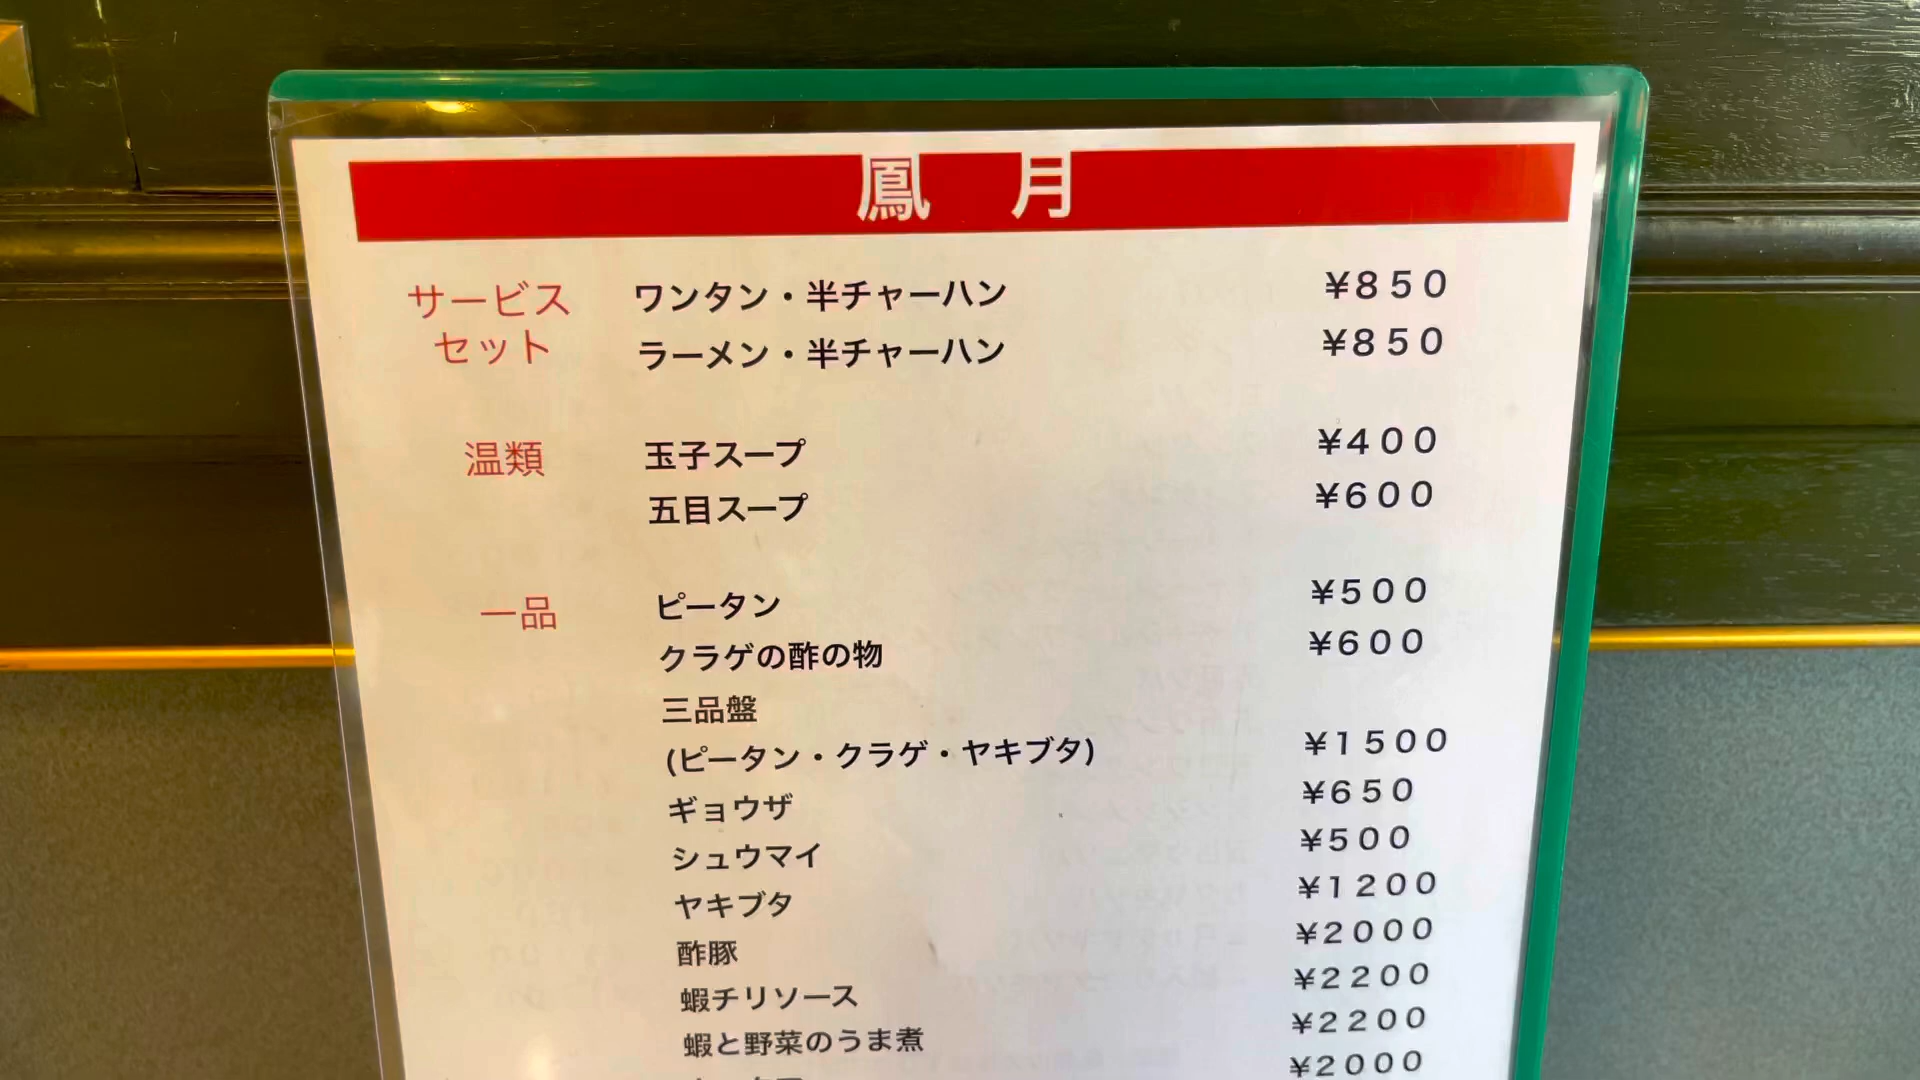 鳳 月
サービス
セット
ワンタン・半チャーハン ¥850
ラーメン・半チャーハン ¥850
温類 玉子スープ ¥400
五目スープ ¥600
一品 ピータン ¥500
クラゲの酢の物 ¥600
三品盤
(ピータン・クラゲ・ヤキブタ) ¥1500
ギョウザ ¥650
シュウマイ ¥500
ヤキブタ ¥1200
酢豚 ¥2000
蝦チリソース ¥2200
蝦と野菜のうま煮 ¥2200
¥2000